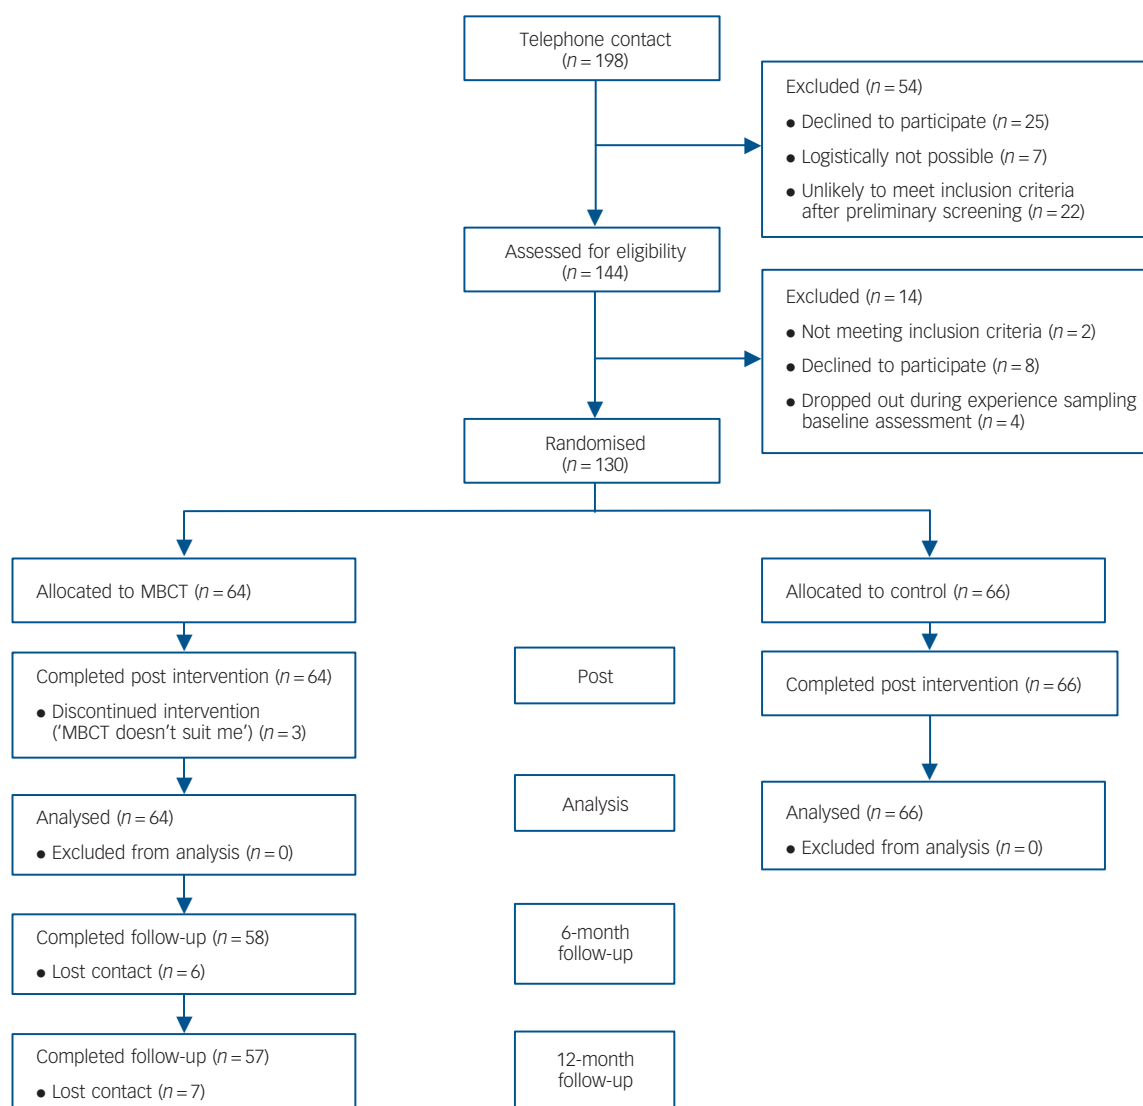 Telephone contact
(n = 198)
Excluded (n = 54)
• Declined to participate (n = 25)
• Logistically not possible (n = 7)
• Unlikely to meet inclusion criteria
after preliminary screening (n = 22)
Assessed for eligibility
(n = 144)
Excluded (n = 14)
• Not meeting inclusion criteria (n = 2)
• Declined to participate (n = 8)
• Dropped out during experience sampling
baseline assessment (n = 4)
Randomised
(n = 130)
Allocated to MBCT (n = 64)
Allocated to control (n = 66)
Completed post intervention (n = 64)
• Discontinued intervention
('MBCT doesn't suit me') (n = 3)
Post
Completed post intervention (n = 66)
Analysed (n = 64)
• Excluded from analysis (n = 0)
Analysis
Analysed (n = 66)
• Excluded from analysis (n = 0)
Completed follow-up (n = 58)
• Lost contact (n = 6)
6-month
follow-up
Completed follow-up (n = 57)
• Lost contact (n = 7)
12-month
follow-up